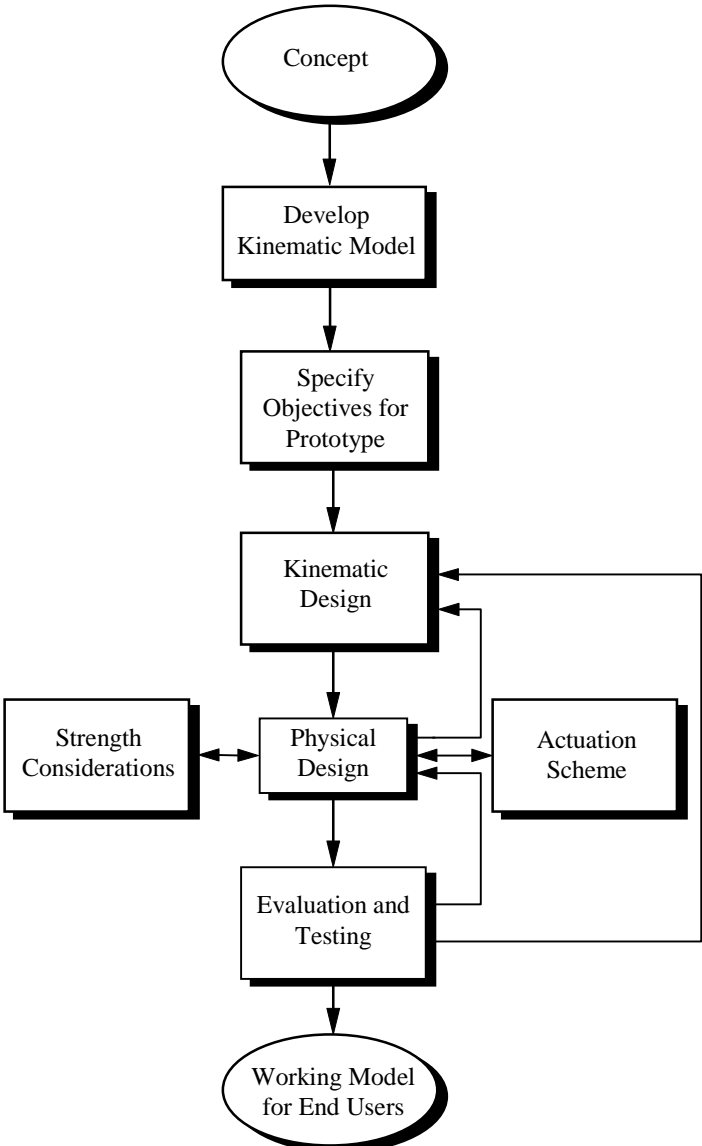 Concept
Develop
Kinematic Model
Specify
Objectives for
Prototype
Kinematic
Design
Strength
Considerations
Physical
Design
Actuation
Scheme
Evaluation and
Testing
Working Model
for End Users